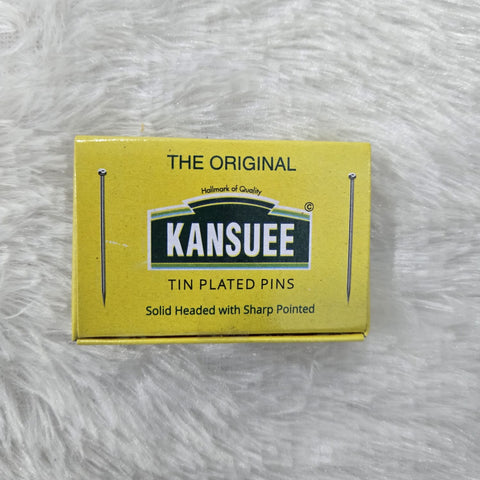 THE ORIGINAL
Hallmark of Quality
©
KANSUEE
TIN PLATED PINS
Solid Headed with Sharp Pointed